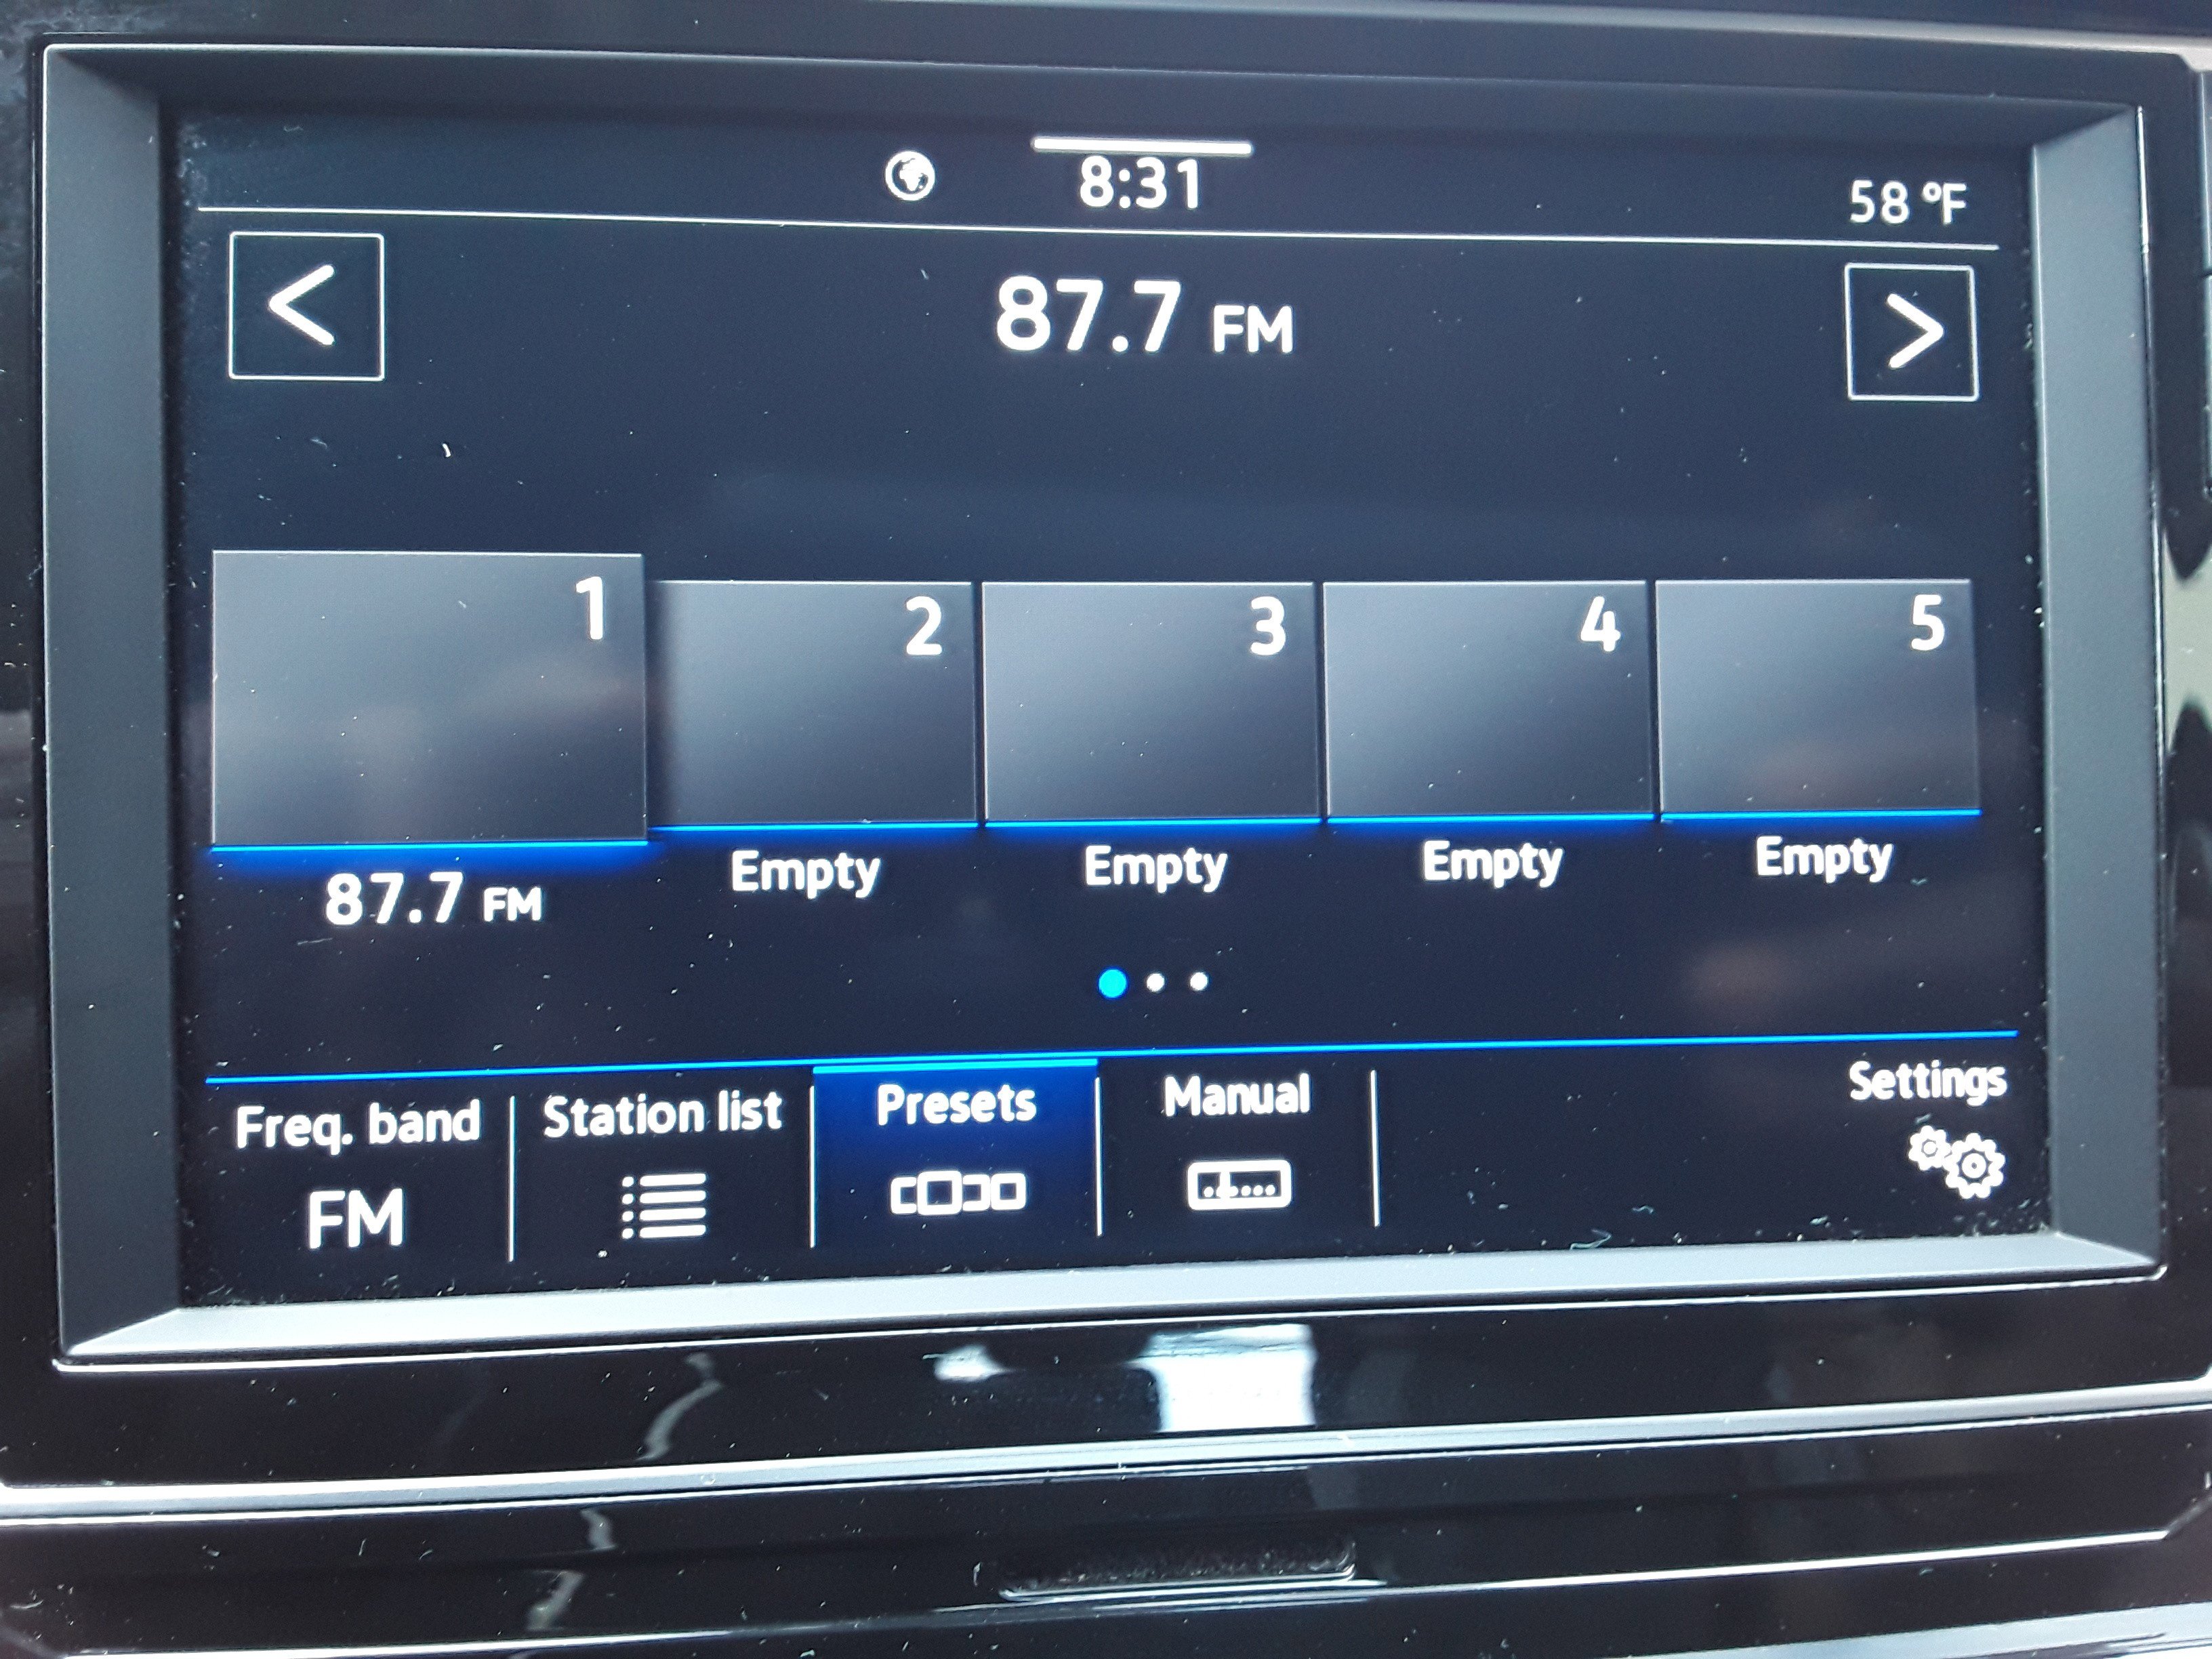 8:31
58 °F
<
87.7 FM
>
1
2
3
4
5
87.7 FM
Empty
Empty
Empty
Empty
Freq. band
Station list
Presets
Manual
Settings
FM